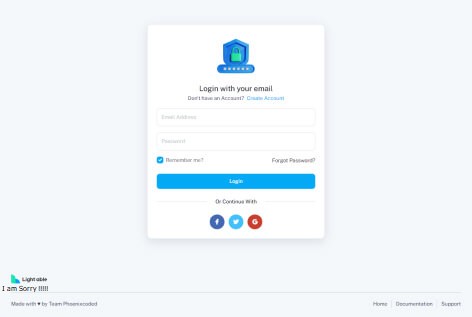 Login with your email
Don't have an Account? Create Account
Email Address
Password
Remember me?
Forgot Password?
Login
Or Continue With
f
G
Light able
I am Sorry !!!!!
Made with ♥ by Team Phoenixcoded
Home
Documentation
Support